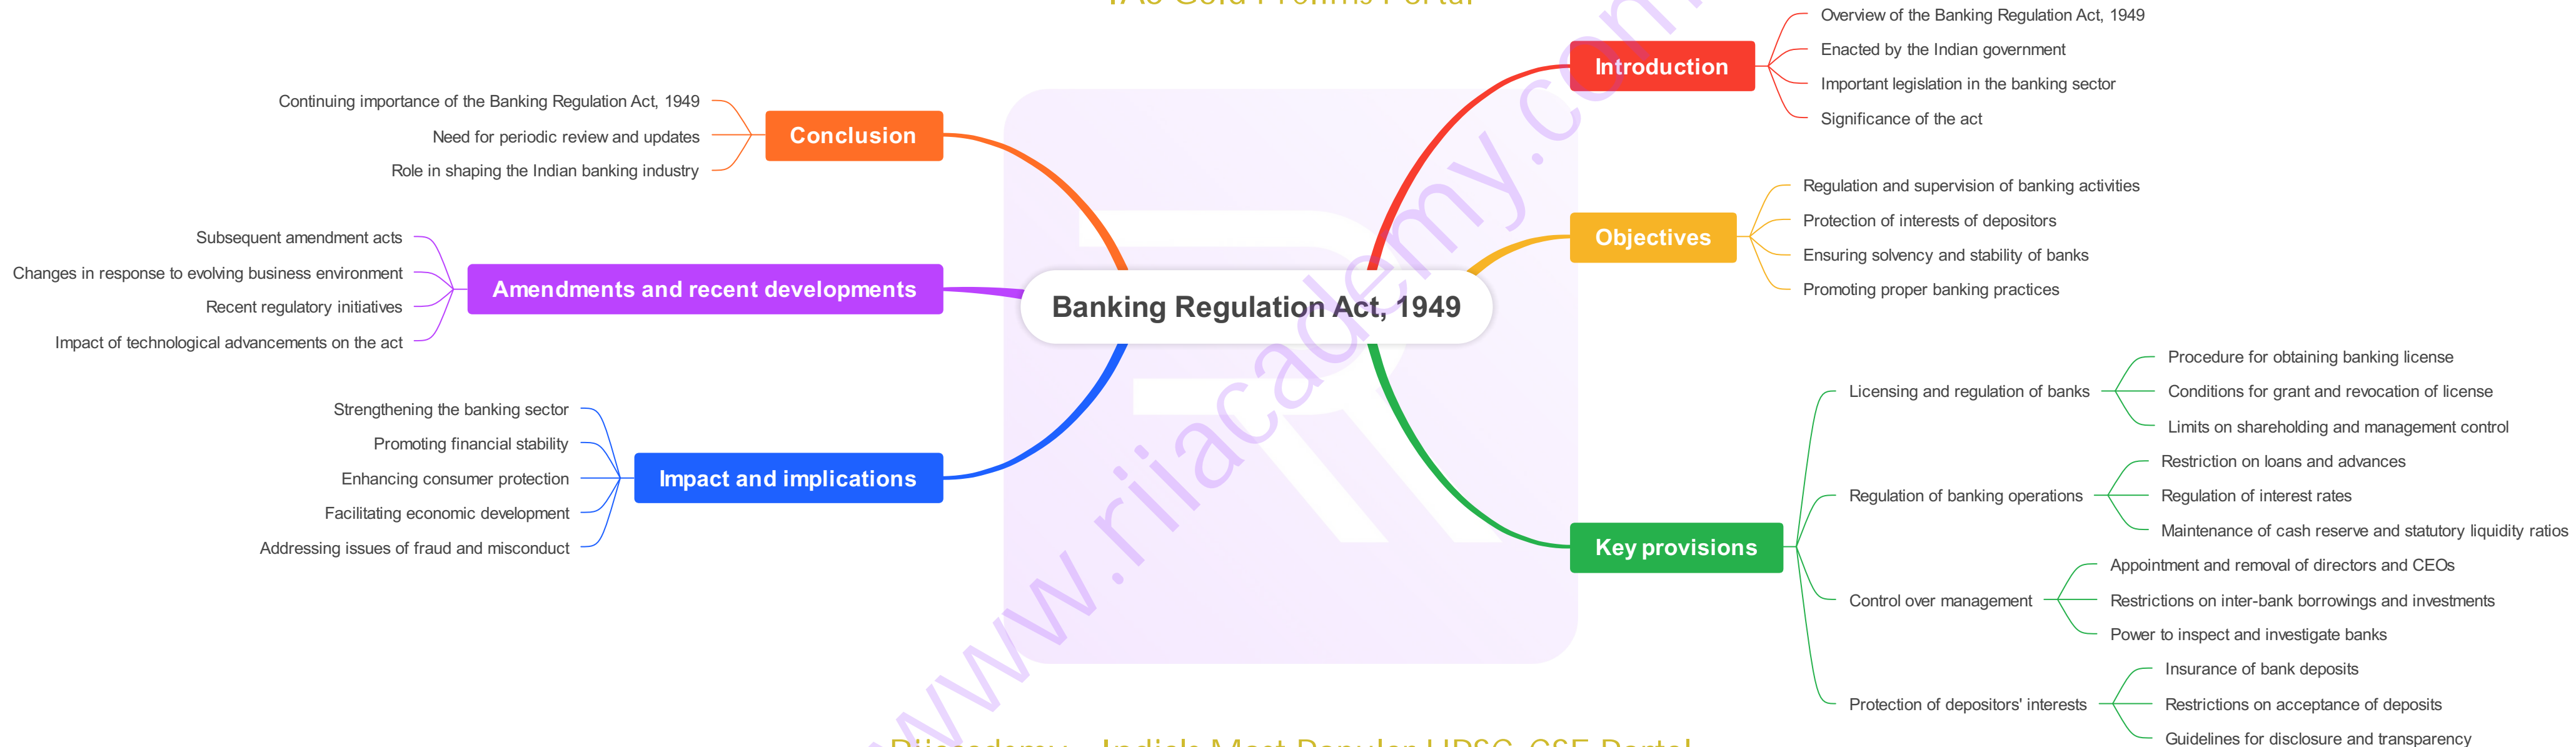 IAS Gold Prelims Portal
Banking Regulation Act, 1949
Introduction
Overview of the Banking Regulation Act, 1949
Enacted by the Indian government
Important legislation in the banking sector
Significance of the act
Objectives
Regulation and supervision of banking activities
Protection of interests of depositors
Ensuring solvency and stability of banks
Promoting proper banking practices
Key provisions
Licensing and regulation of banks
Procedure for obtaining banking license
Conditions for grant and revocation of license
Limits on shareholding and management control
Regulation of banking operations
Restriction on loans and advances
Regulation of interest rates
Maintenance of cash reserve and statutory liquidity ratios
Control over management
Appointment and removal of directors and CEOs
Restrictions on inter-bank borrowings and investments
Power to inspect and investigate banks
Protection of depositors' interests
Insurance of bank deposits
Restrictions on acceptance of deposits
Guidelines for disclosure and transparency
Impact and implications
Strengthening the banking sector
Promoting financial stability
Enhancing consumer protection
Facilitating economic development
Addressing issues of fraud and misconduct
Amendments and recent developments
Subsequent amendment acts
Changes in response to evolving business environment
Recent regulatory initiatives
Impact of technological advancements on the act
Conclusion
Continuing importance of the Banking Regulation Act, 1949
Need for periodic review and updates
Role in shaping the Indian banking industry
www.riiacademy.com
India's Most Popular UPSC-CSE Portal